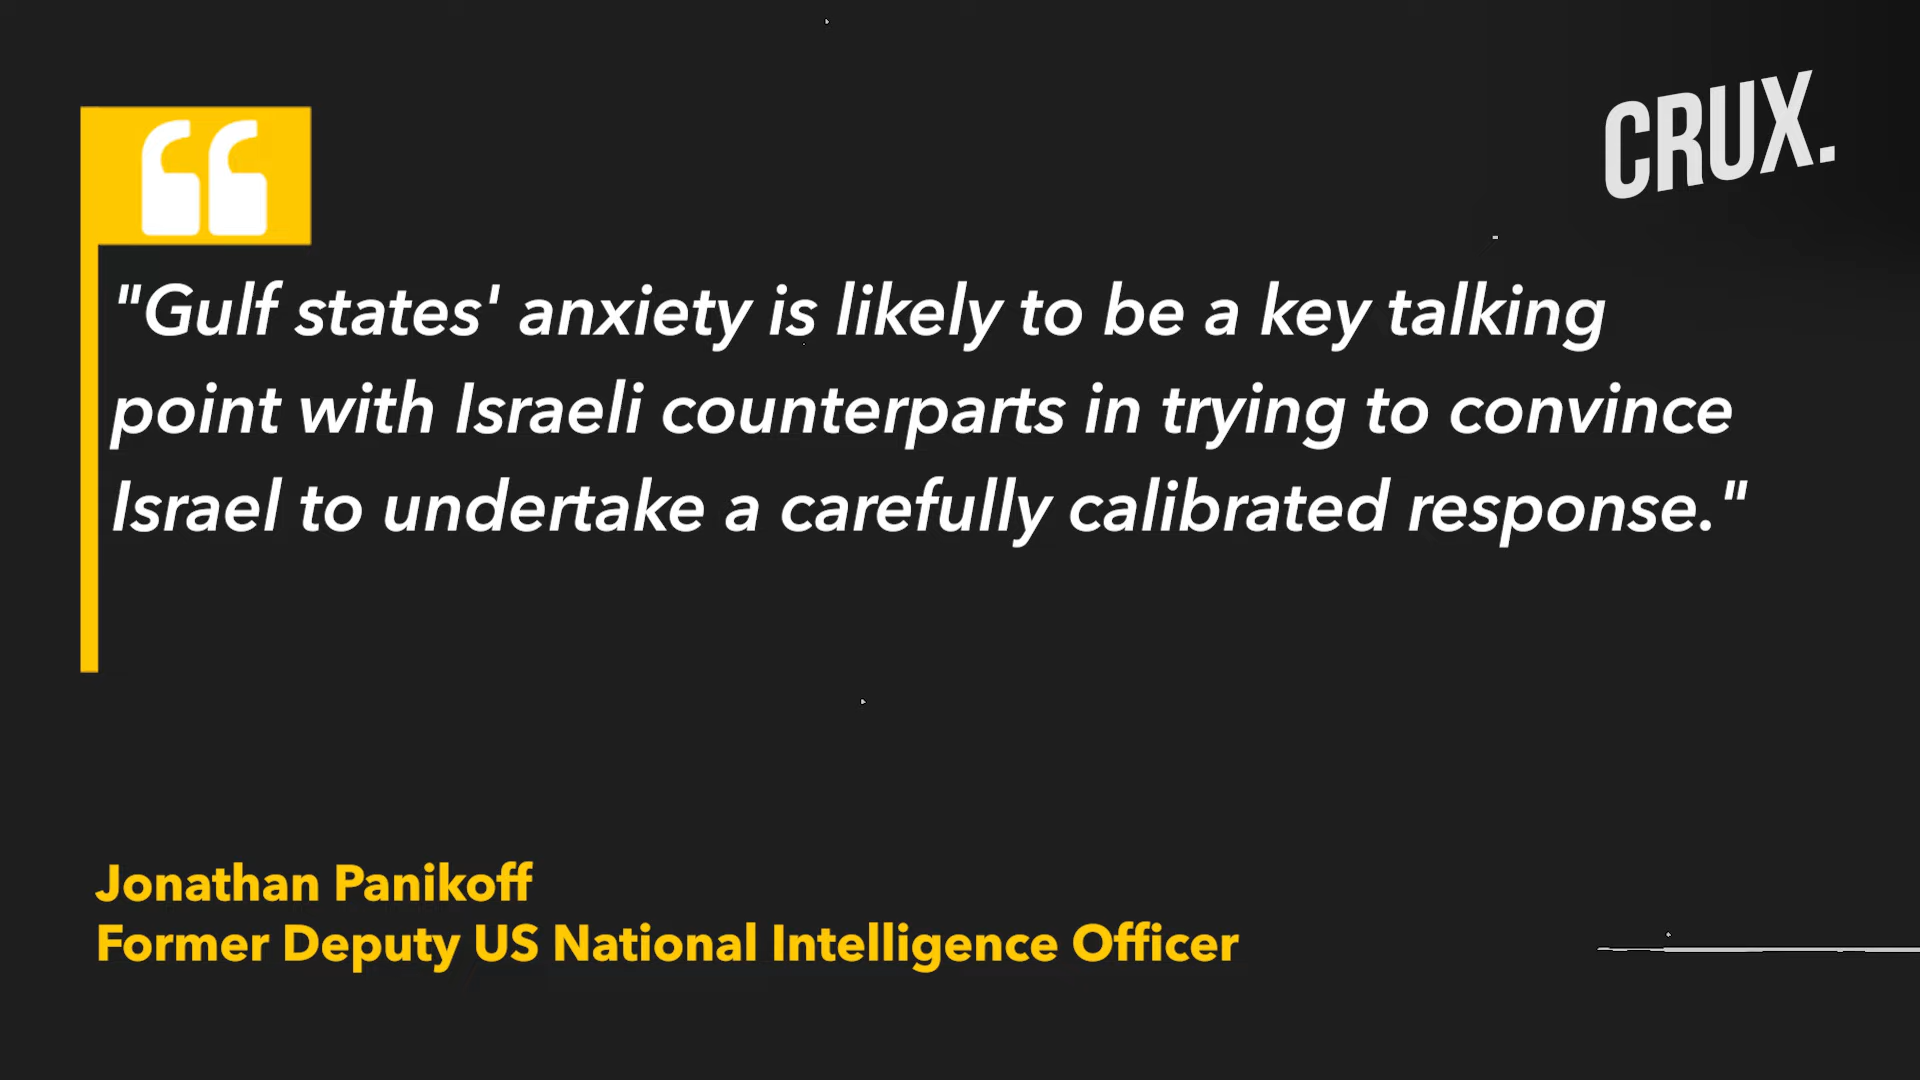 CRUX.
"Gulf states' anxiety is likely to be a key talking
point with Israeli counterparts in trying to convince
Israel to undertake a carefully calibrated response."
Jonathan Panikoff
Former Deputy US National Intelligence Officer